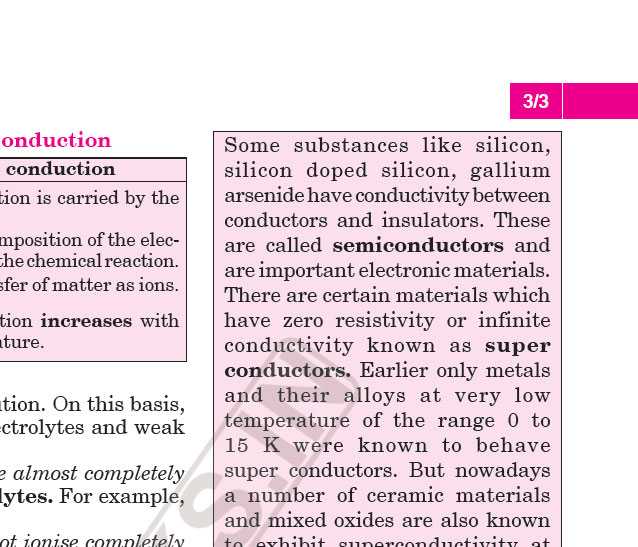 3/3
onduction
conduction
tion is carried by the
mposition of the elec-
the chemical reaction.
sfer of matter as ions.
tion increases with
ture.
ution. On this basis,
ectrolytes and weak
e almost completely
lytes. For example,
ot ionise completely
Some substances like silicon,
silicon doped silicon, gallium
arsenide have conductivity between
conductors and insulators. These
are called semiconductors and
are important electronic materials.
There are certain materials which
have zero resistivity or infinite
conductivity known as super
conductors. Earlier only metals
and their alloys at very low
temperature of the range 0 to
15 K were known to behave
super conductors. But nowadays
a number of ceramic materials
and mixed oxides are also known
to exhibit superconductivity at
S.IN